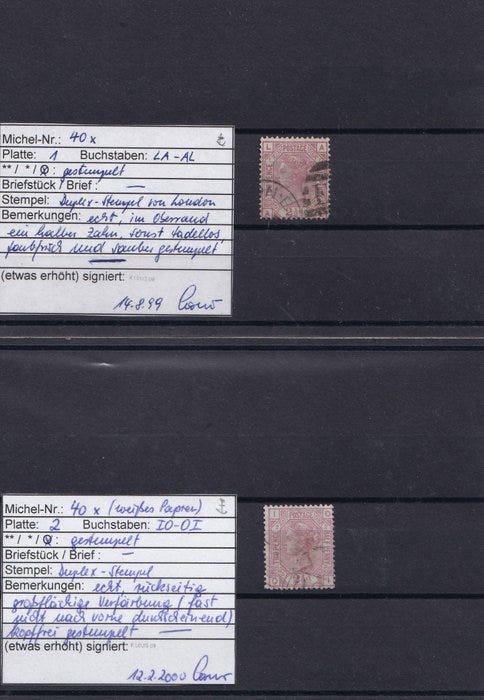 Michel-Nr.: 40 x
Platte: 1 Buchstaben: LA-AL
** / * / O : gestempelt
Briefstück / Brief : —
Stempel: Duplex-Stempel von London
Bemerkungen: echt, im Oberrand
ein halber Zahn, sonst tadellos,
farbfrisch und sauber gestempelt
(etwas erhöht) signiert:
14.8.99
L A
POSTAGE
Michel-Nr.: 40 x (weißes Papier)
Platte: 2 Buchstaben: IO-OI
** / * / O : gestempelt
Briefstück / Brief : —
Stempel: Duplex-Stempel
Bemerkungen: echt, rückseitig
großflächige Verfärbung (fast
nicht nach vorne durchscheinend)
kopffrei gestempelt —
(etwas erhöht) signiert:
12.2.2000